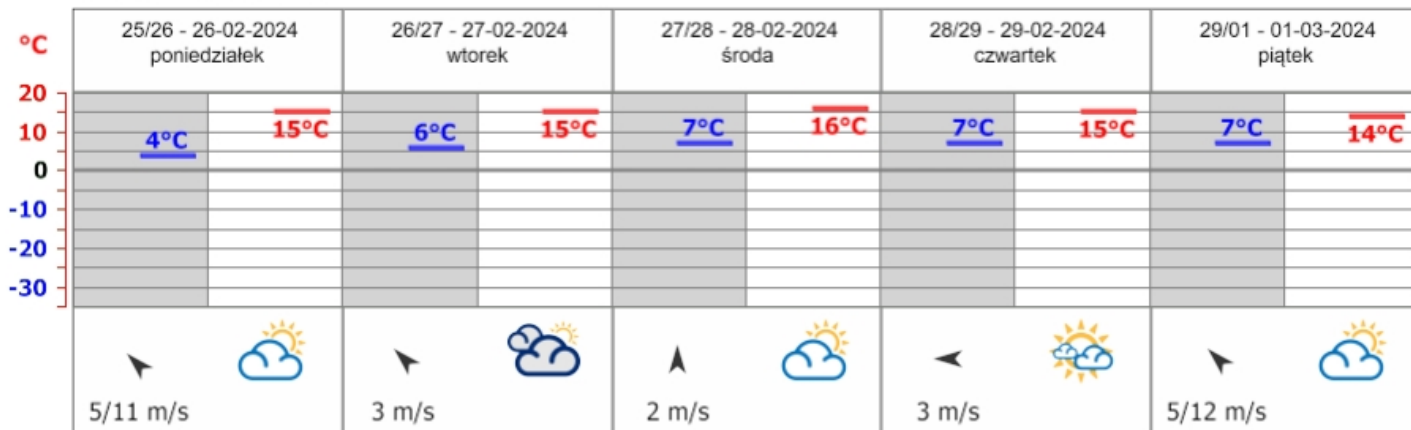 °C
25/26 - 26-02-2024
poniedziałek
26/27 - 27-02-2024
wtorek
27/28 - 28-02-2024
środa
28/29 - 29-02-2024
czwartek
29/01 - 01-03-2024
piątek
20
10
0
-10
-20
-30
4°C
15°C
6°C
15°C
7°C
16°C
7°C
15°C
7°C
14°C
5/11 m/s
3 m/s
2 m/s
3 m/s
5/12 m/s